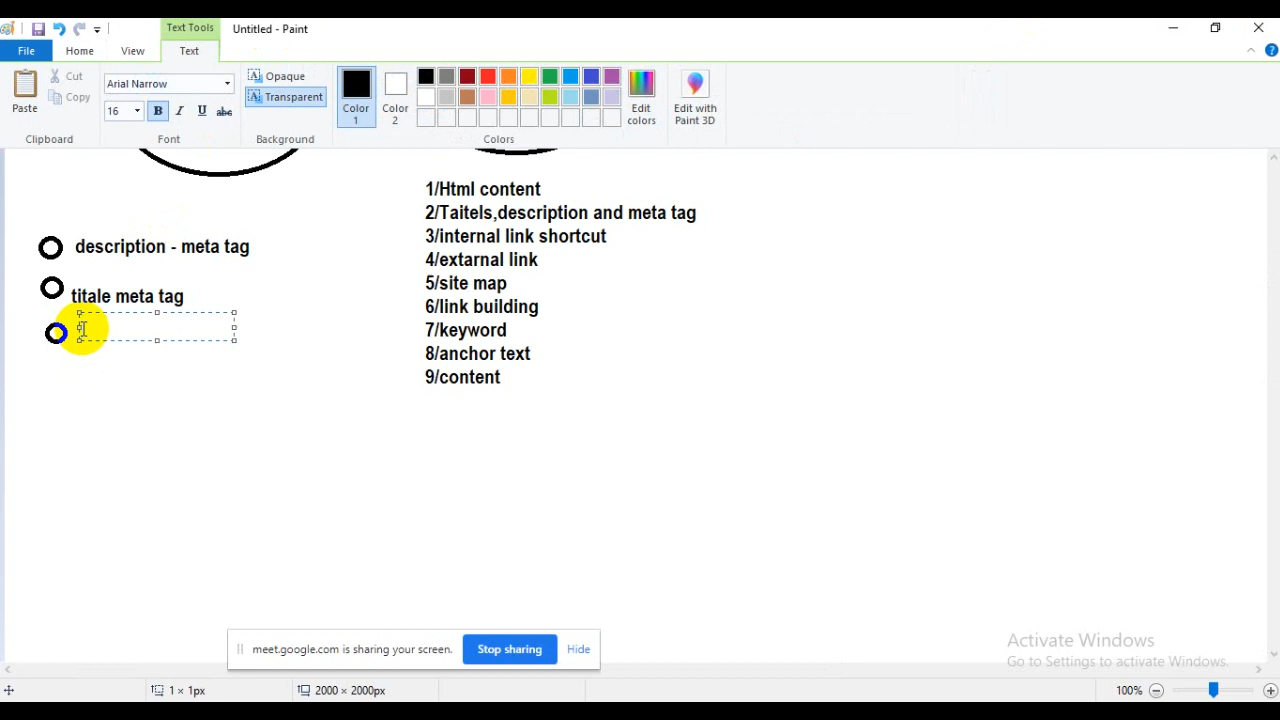 Text Tools
Untitled - Paint
File
Home
View
Text
Paste
Cut
Copy
Clipboard
Arial Narrow
16
B I U abc
Font
Opaque
Transparent
Background
Color 1
Color 2
Edit colors
Colors
Edit with Paint 3D
1/Html content
2/Taitels,description and meta tag
3/internal link shortcut
4/extarnal link
5/site map
6/link building
7/keyword
8/anchor text
9/content
description - meta tag
titale meta tag
meet.google.com is sharing your screen.
Stop sharing
Hide
Activate Windows
Go to Settings to activate Windows.
1 × 1px
2000 × 2000px
100%